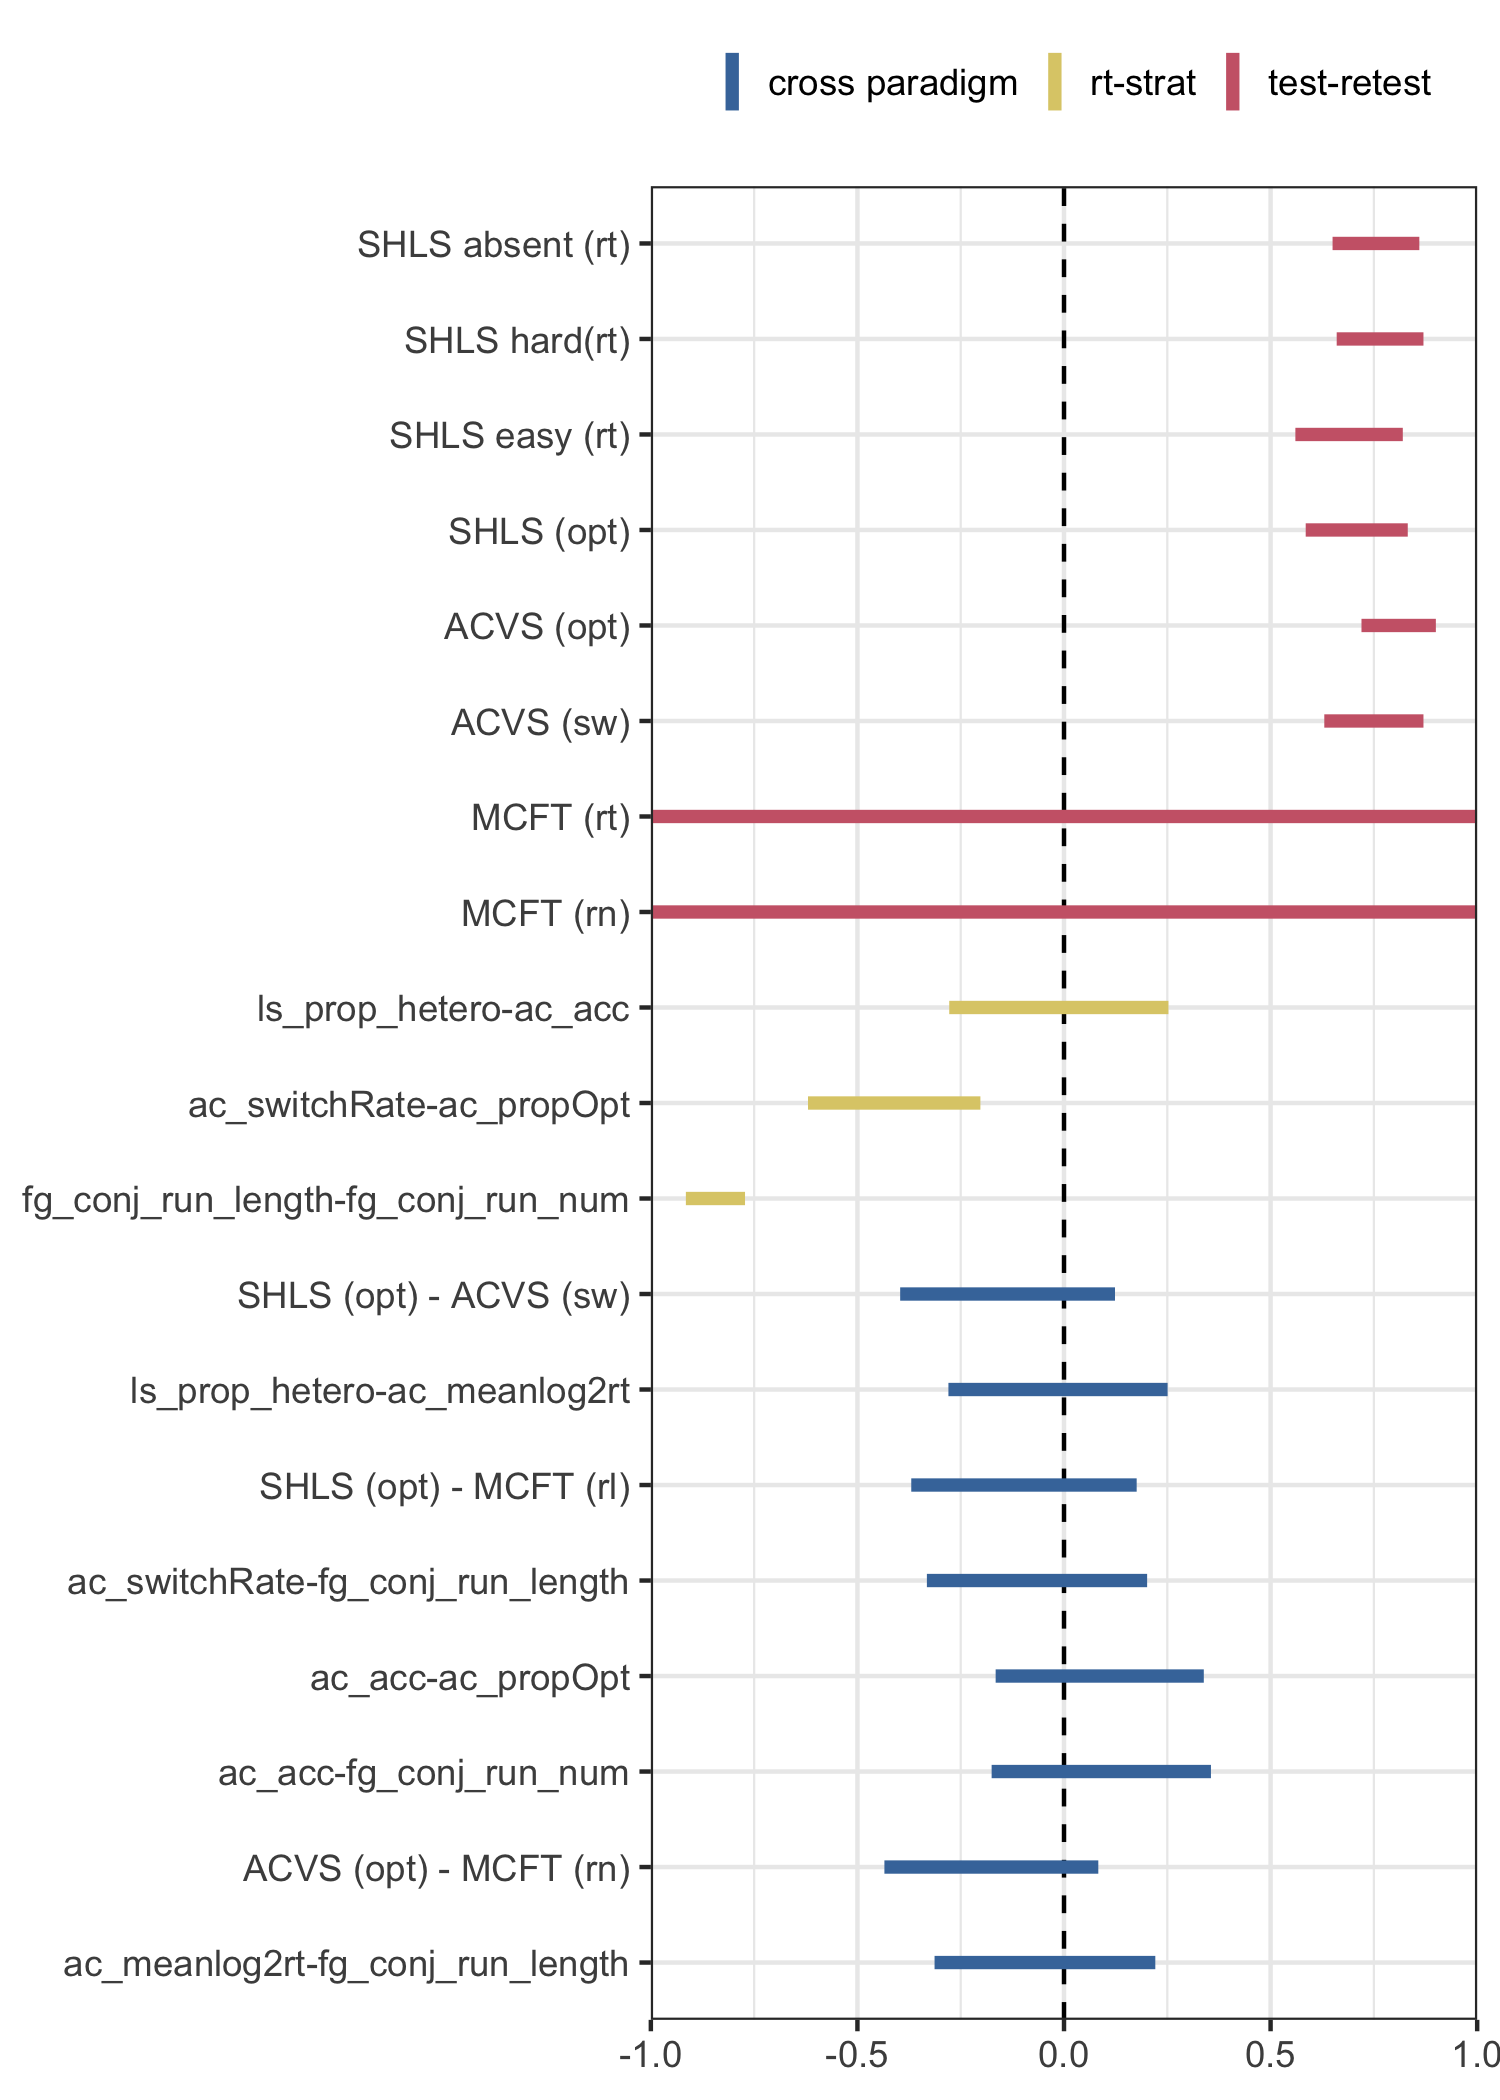 cross paradigm rt-strat test-retest
SHLS absent (rt)
SHLS hard(rt)
SHLS easy (rt)
SHLS (opt)
ACVS (opt)
ACVS (sw)
MCFT (rt)
MCFT (rn)
ls_prop_hetero-ac_acc
ac_switchRate-ac_propOpt
fg_conj_run_length-fg_conj_run_num
SHLS (opt) - ACVS (sw)
ls_prop_hetero-ac_meanlog2rt
SHLS (opt) - MCFT (rl)
ac_switchRate-fg_conj_run_length
ac_acc-ac_propOpt
ac_acc-fg_conj_run_num
ACVS (opt) - MCFT (rn)
ac_meanlog2rt-fg_conj_run_length
-1.0 -0.5 0.0 0.5 1.0